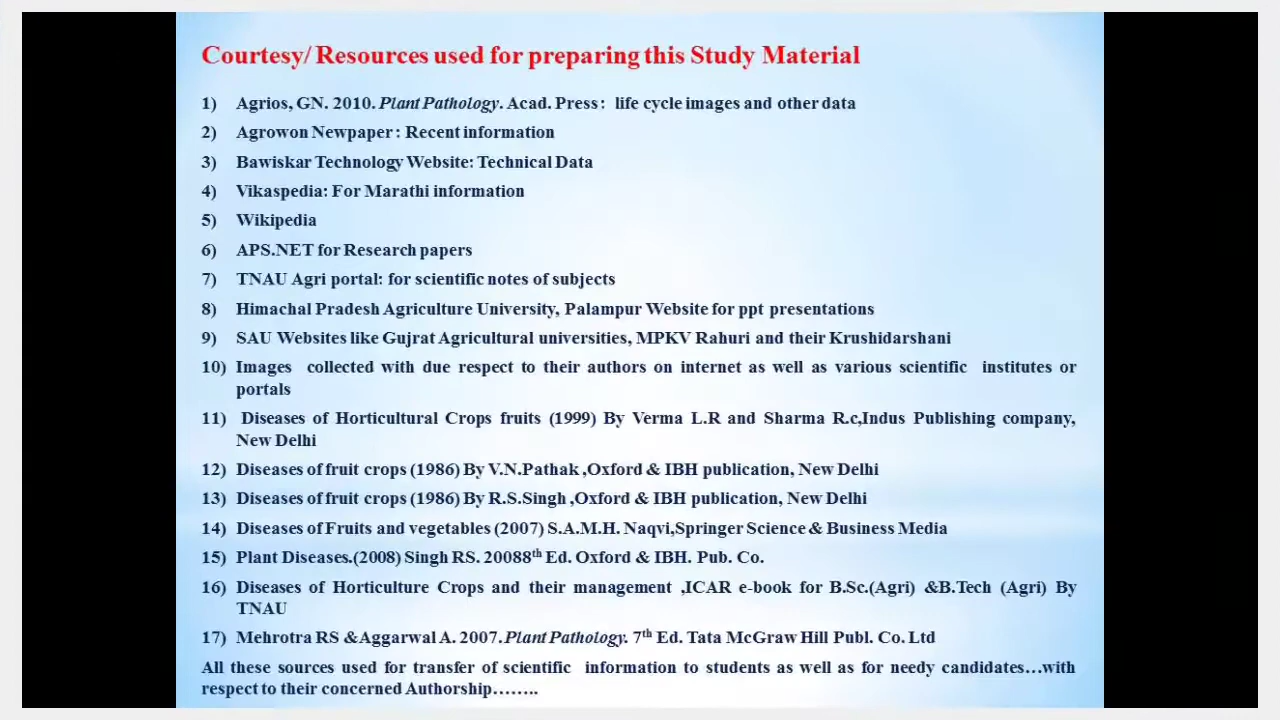 Courtesy/ Resources used for preparing this Study Material
1) Agrios, GN. 2010. Plant Pathology. Acad. Press : life cycle images and other data
2) Agrowon Newpaper : Recent information
3) Bawiskar Technology Website: Technical Data
4) Vikaspedia: For Marathi information
5) Wikipedia
6) APS.NET for Research papers
7) TNAU Agri portal: for scientific notes of subjects
8) Himachal Pradesh Agriculture University, Palampur Website for ppt presentations
9) SAU Websites like Gujrat Agricultural universities, MPKV Rahuri and their Krushidarshani
10) Images collected with due respect to their authors on internet as well as various scientific institutes or
portals
11) Diseases of Horticultural Crops fruits (1999) By Verma L.R and Sharma R.c,Indus Publishing company,
New Delhi
12) Diseases of fruit crops (1986) By V.N.Pathak ,Oxford & IBH publication, New Delhi
13) Diseases of fruit crops (1986) By R.S.Singh ,Oxford & IBH publication, New Delhi
14) Diseases of Fruits and vegetables (2007) S.A.M.H. Naqvi,Springer Science & Business Media
15) Plant Diseases.(2008) Singh RS. 20088th Ed. Oxford & IBH. Pub. Co.
16) Diseases of Horticulture Crops and their management ,ICAR e-book for B.Sc.(Agri) &B.Tech (Agri) By
TNAU
17) Mehrotra RS &Aggarwal A. 2007. Plant Pathology. 7th Ed. Tata McGraw Hill Publ. Co. Ltd
All these sources used for transfer of scientific information to students as well as for needy candidates…with
respect to their concerned Authorship……..